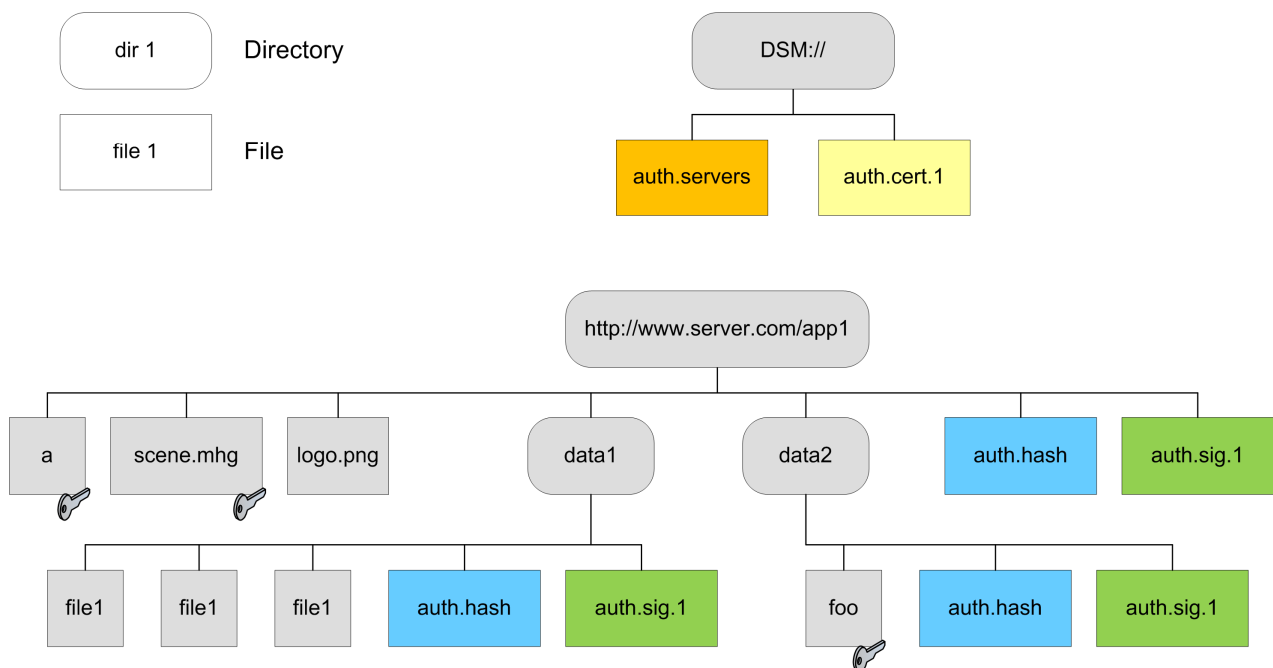 dir 1
Directory
DSM://
file 1
File
auth.servers
auth.cert.1
http://www.server.com/app1
a
scene.mhg
logo.png
data1
data2
auth.hash
auth.sig.1
file1
file1
file1
auth.hash
auth.sig.1
foo
auth.hash
auth.sig.1